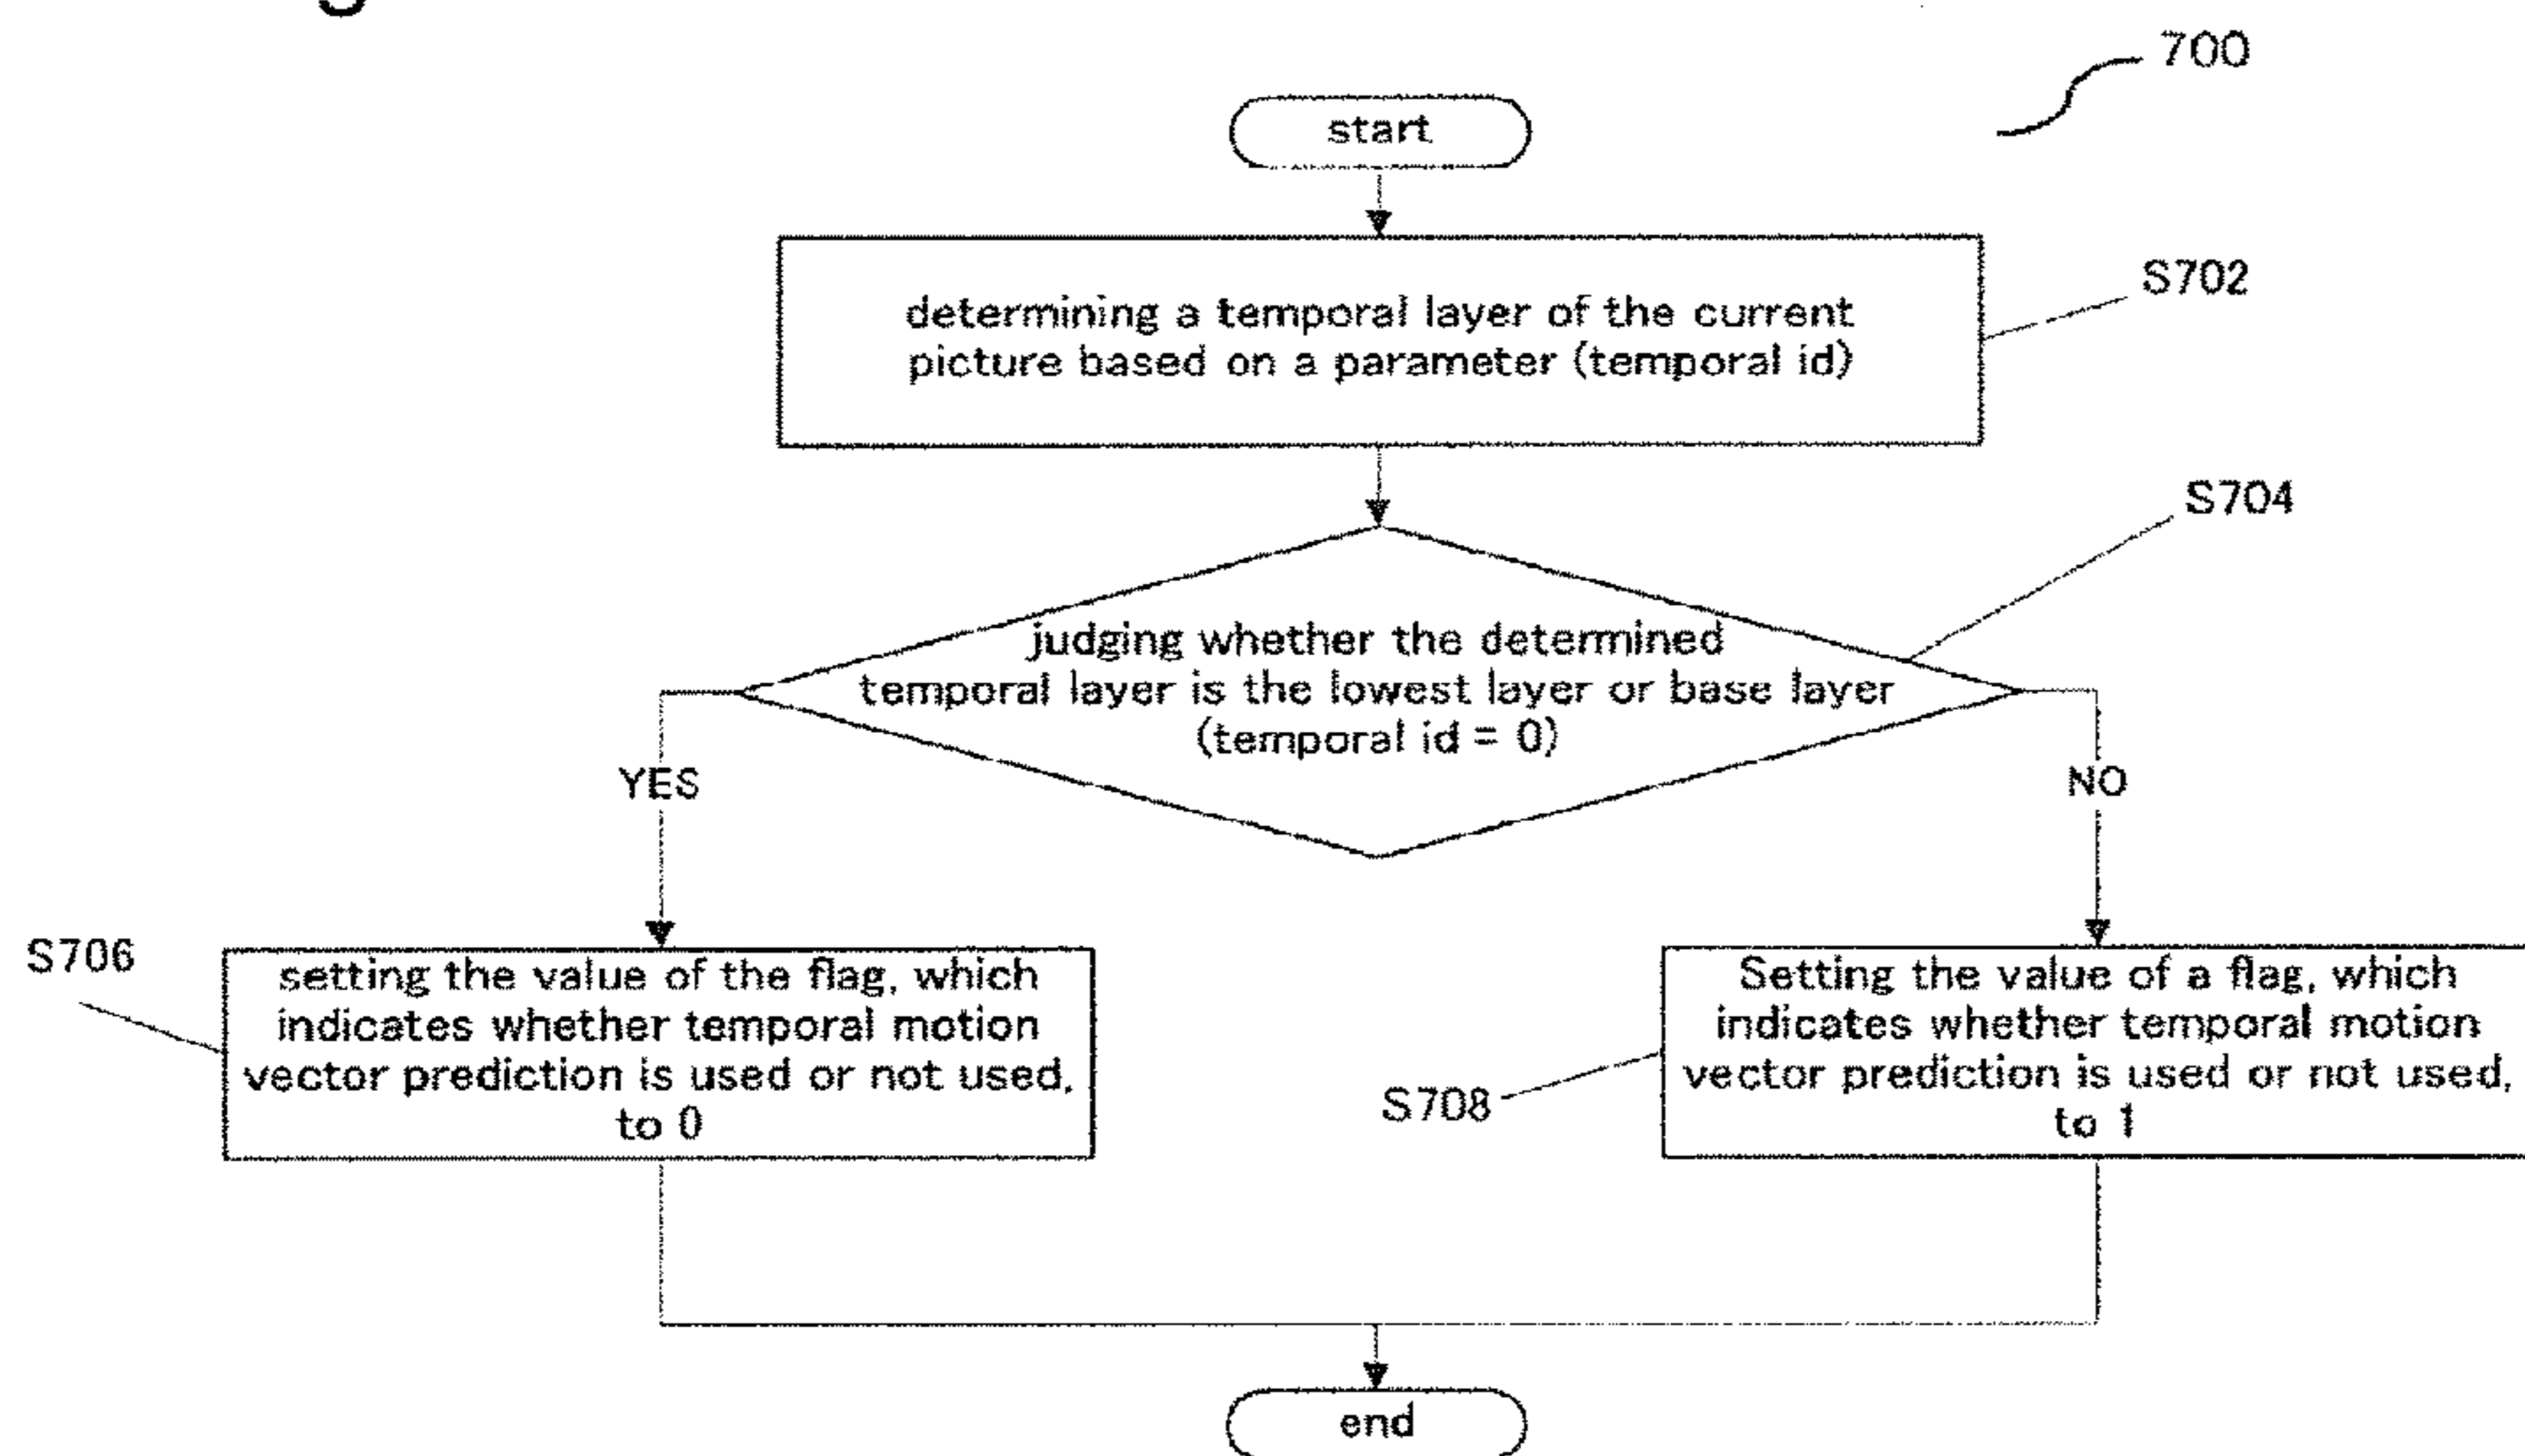 700
start
determining a temporal layer of the current
picture based on a parameter (temporal id)
S702
S704
judging whether the determined
temporal layer is the lowest layer or base layer
(temporal id = 0)
YES
NO
S706
setting the value of the flag, which
indicates whether temporal motion
vector prediction is used or not used,
to 0
Setting the value of a flag, which
indicates whether temporal motion
vector prediction is used or not used,
to 1
S708
end